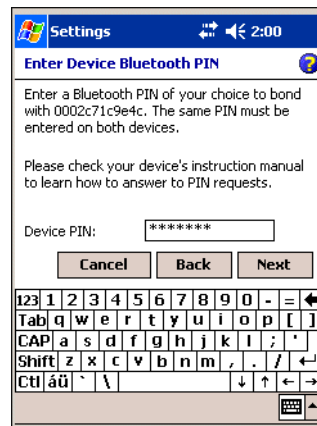 Settings 2:00
Enter Device Bluetooth PIN ?
Enter a Bluetooth PIN of your choice to bond
with 0002c71c9e4c. The same PIN must be
entered on both devices.
Please check your device's instruction manual
to learn how to answer to PIN requests.
Device PIN: *******
Cancel Back Next
123 1 2 3 4 5 6 7 8 9 0 - =
Tab q w e r t y u i o p [ ]
CAP a s d f g h j k l ; '
Shift z x c v b n m , . /
Ctl áü ` \ ↓ ↑ ← →